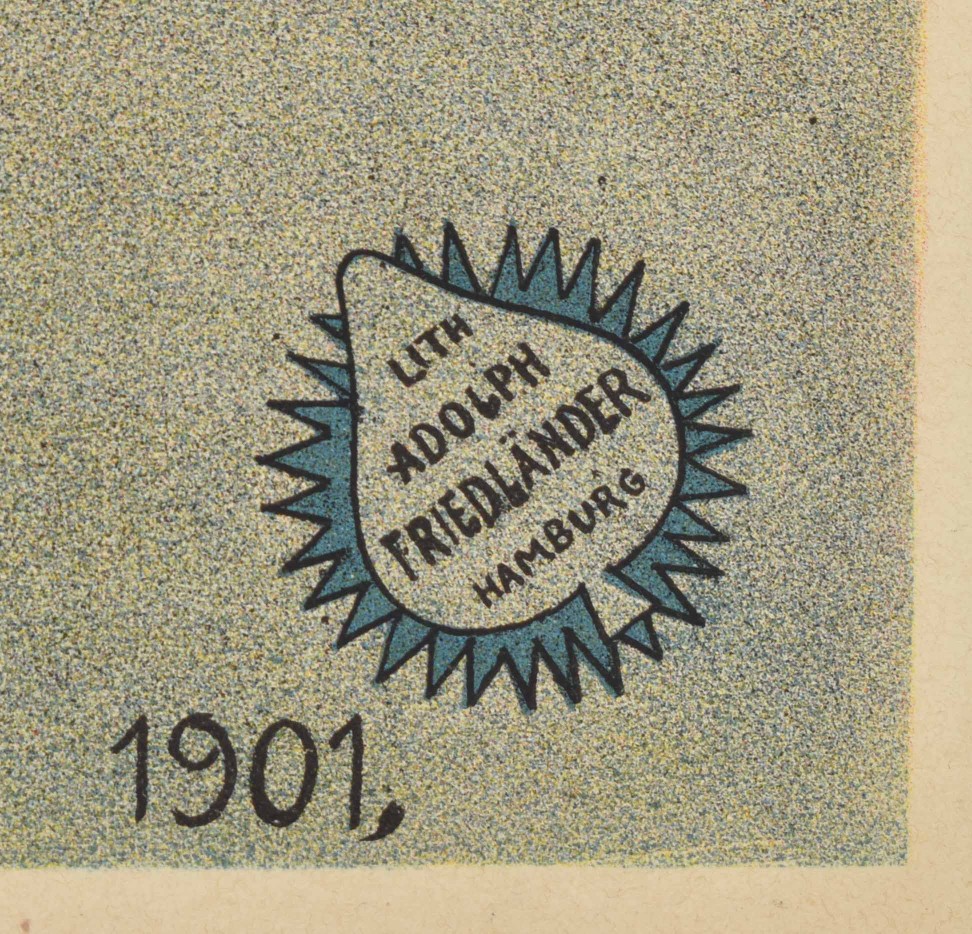 LITH
ADOLPH
FRIEDLÄNDER
HAMBURG
1901,